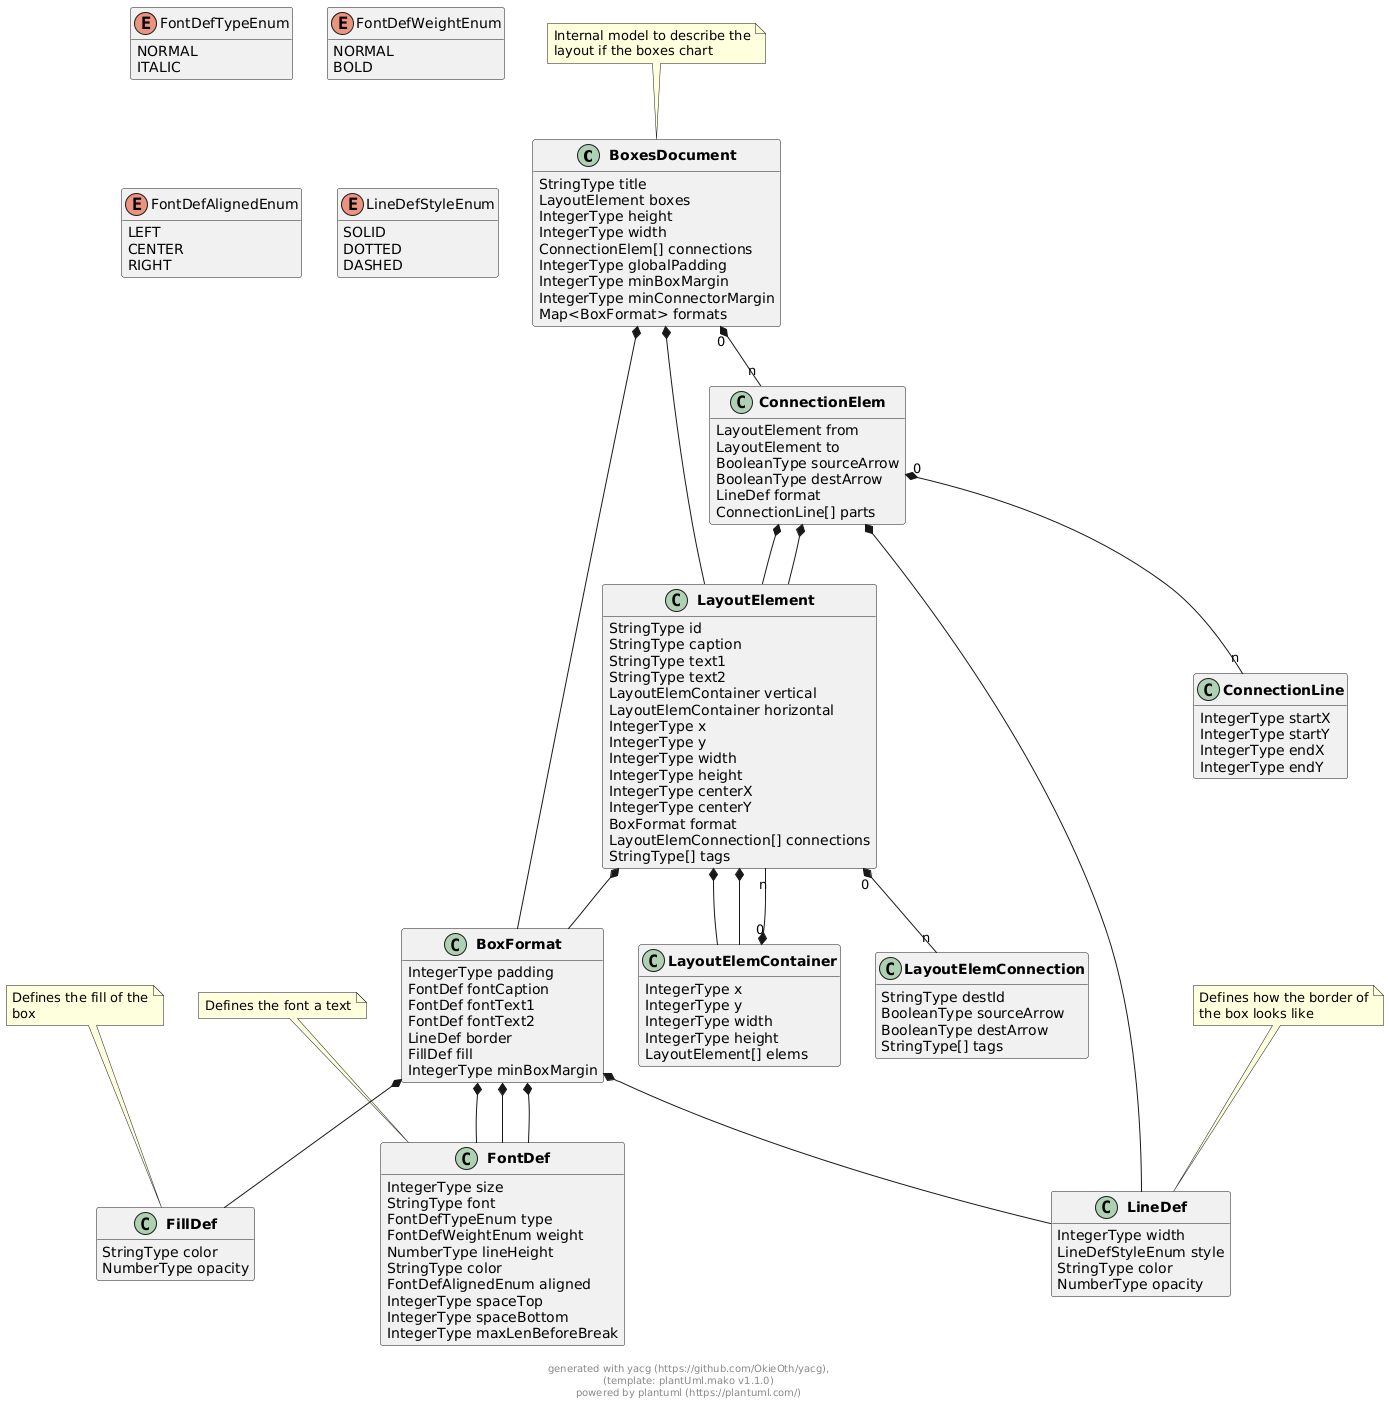 E FontDefTypeEnum
NORMAL
ITALIC
E FontDefWeightEnum
NORMAL
BOLD
Internal model to describe the
layout if the boxes chart
C BoxesDocument
StringType title
LayoutElement boxes
IntegerType height
IntegerType width
ConnectionElem[] connections
IntegerType globalPadding
IntegerType minBoxMargin
IntegerType minConnectorMargin
Map<BoxFormat> formats
E FontDefAlignedEnum
LEFT
CENTER
RIGHT
E LineDefStyleEnum
SOLID
DOTTED
DASHED
0
n
C ConnectionElem
LayoutElement from
LayoutElement to
BooleanType sourceArrow
BooleanType destArrow
LineDef format
ConnectionLine[] parts
0
n
C LayoutElement
StringType id
StringType caption
StringType text1
StringType text2
LayoutElemContainer vertical
LayoutElemContainer horizontal
IntegerType x
IntegerType y
IntegerType width
IntegerType height
IntegerType centerX
IntegerType centerY
BoxFormat format
LayoutElemConnection[] connections
StringType[] tags
C ConnectionLine
IntegerType startX
IntegerType startY
IntegerType endX
IntegerType endY
n
0
0
n
C BoxFormat
IntegerType padding
FontDef fontCaption
FontDef fontText1
FontDef fontText2
LineDef border
FillDef fill
IntegerType minBoxMargin
C LayoutElemContainer
IntegerType x
IntegerType y
IntegerType width
IntegerType height
LayoutElement[] elems
C LayoutElemConnection
StringType destId
BooleanType sourceArrow
BooleanType destArrow
StringType[] tags
Defines the fill of the
box
Defines the font a text
Defines how the border of
the box looks like
C FillDef
StringType color
NumberType opacity
C FontDef
IntegerType size
StringType font
FontDefTypeEnum type
FontDefWeightEnum weight
NumberType lineHeight
StringType color
FontDefAlignedEnum aligned
IntegerType spaceTop
IntegerType spaceBottom
IntegerType maxLenBeforeBreak
C LineDef
IntegerType width
LineDefStyleEnum style
StringType color
NumberType opacity
generated with yacg (https://github.com/OkieOth/yacg),
(template: plantUml.mako v1.1.0)
powered by plantuml (https://plantuml.com/)